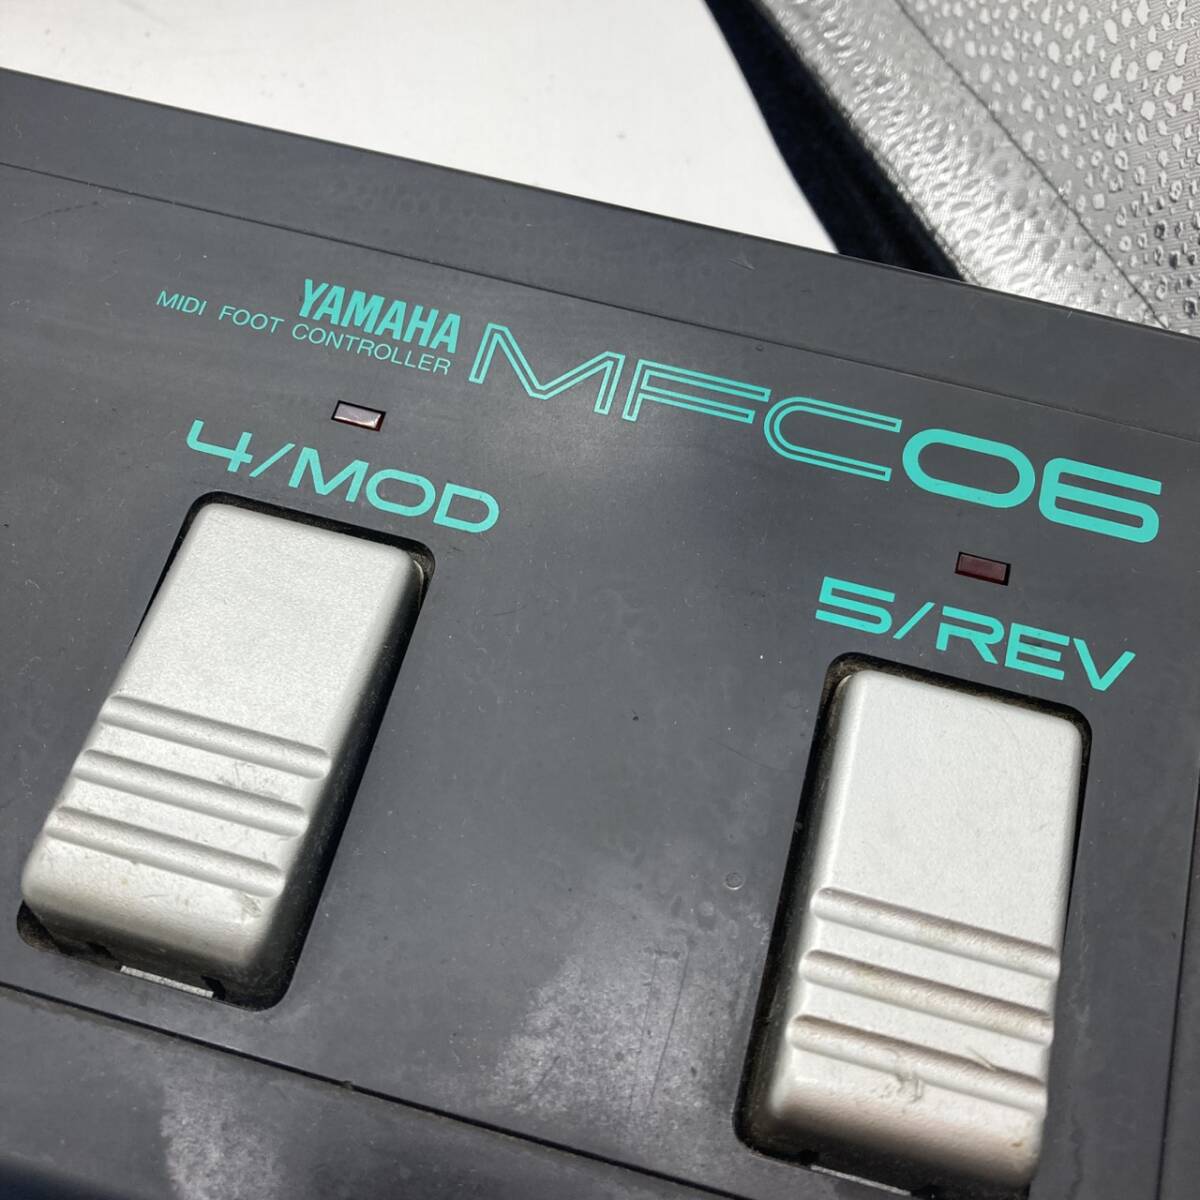 YAMAHA
MIDI FOOT CONTROLLER
MFC06
4/MOD
5/REV